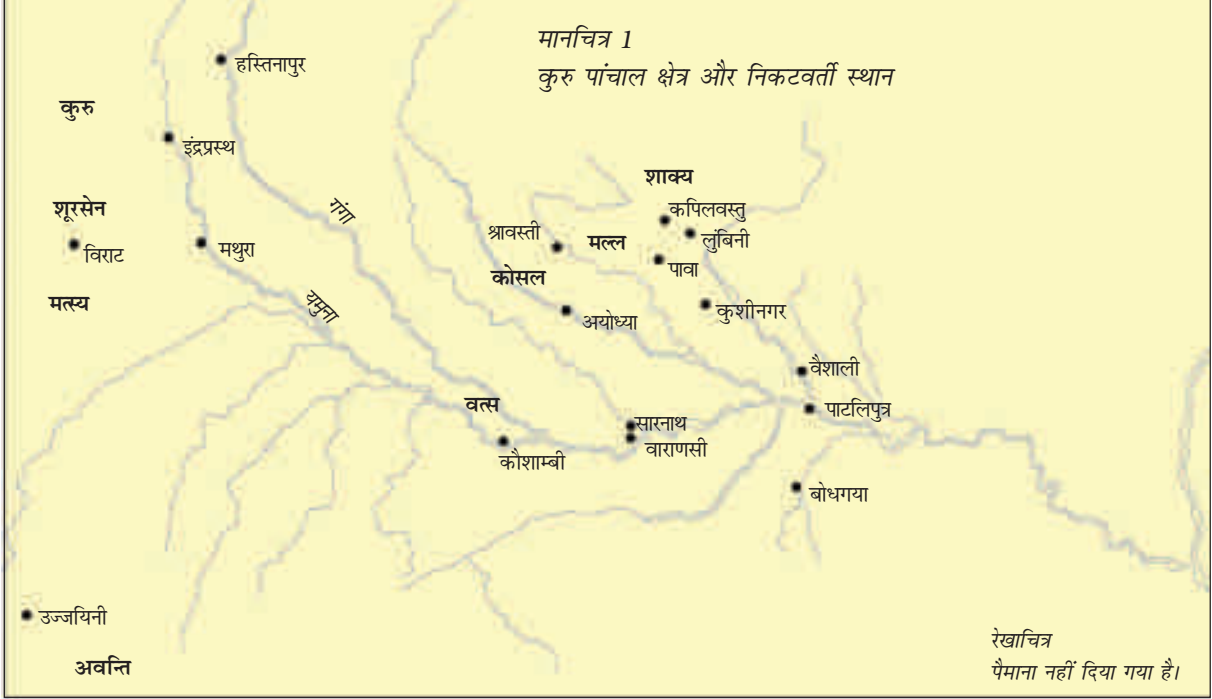 मानचित्र 1
कुरु पांचाल क्षेत्र और निकटवर्ती स्थान
हस्तिनापुर
कुरु
इंद्रप्रस्थ
शाक्य
शूरसेन
गंगा
कपिलवस्तु
श्रावस्ती
मल्ल
लुंबिनी
विराट
मथुरा
पावा
कोसल
मत्स्य
यमुना
अयोध्या
कुशीनगर
वैशाली
वत्स
पाटलिपुत्र
सारनाथ
वाराणसी
कौशाम्बी
बोधगया
उज्जयिनी
अवन्ति
रेखाचित्र
पैमाना नहीं दिया गया है।